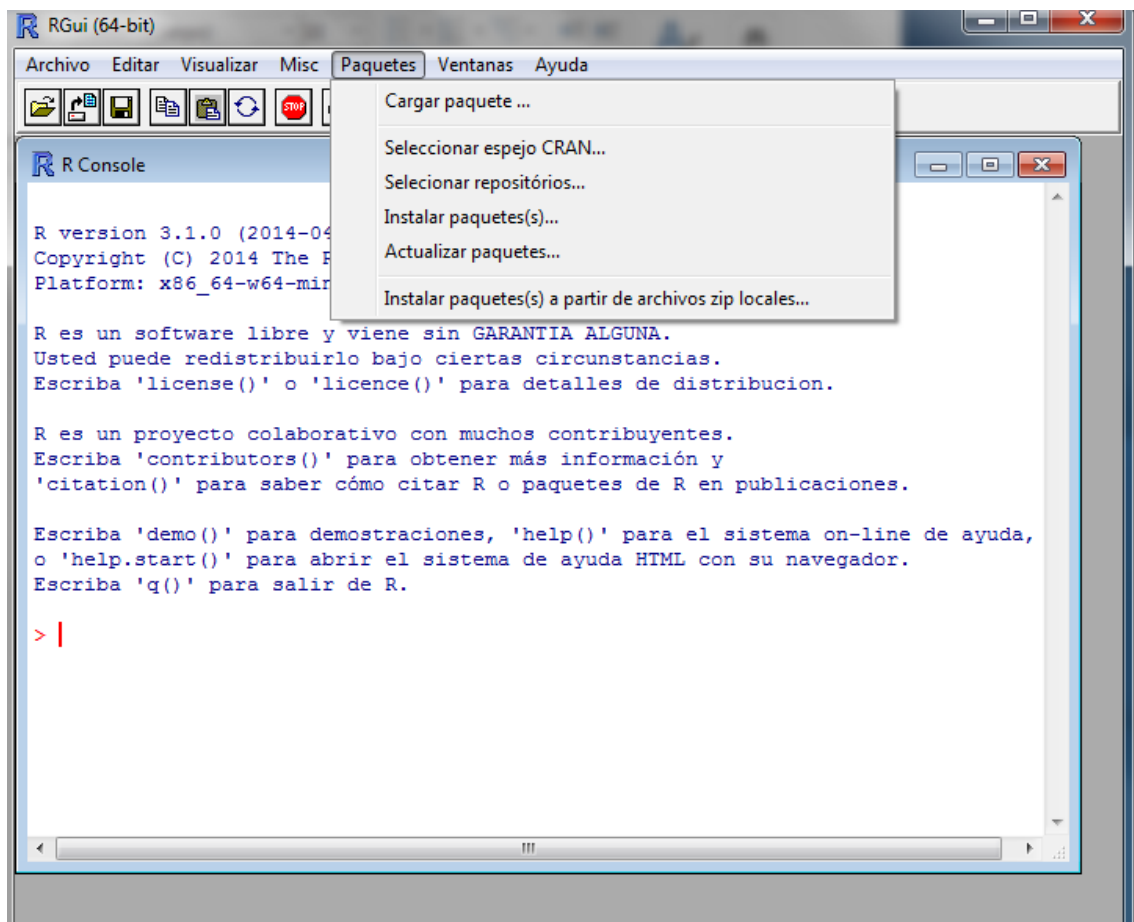 RGui (64-bit)
Archivo Editar Visualizar Misc Paquetes Ventanas Ayuda
STOP
Cargar paquete ...
Seleccionar espejo CRAN...
Selecionar repositórios...
Instalar paquetes(s)...
Actualizar paquetes...
Instalar paquetes(s) a partir de archivos zip locales...
R Console
R version 3.1.0 (2014-04
Copyright (C) 2014 The
Platform: x86_64-w64-min
R es un software libre y viene sin GARANTIA ALGUNA.
Usted puede redistribuirlo bajo ciertas circunstancias.
Escriba 'license()' o 'licence()' para detalles de distribucion.
R es un proyecto colaborativo con muchos contribuyentes.
Escriba 'contributors()' para obtener más información y
'citation()' para saber cómo citar R o paquetes de R en publicaciones.
Escriba 'demo()' para demostraciones, 'help()' para el sistema on-line de ayuda,
o 'help.start()' para abrir el sistema de ayuda HTML con su navegador.
Escriba 'q()' para salir de R.
>